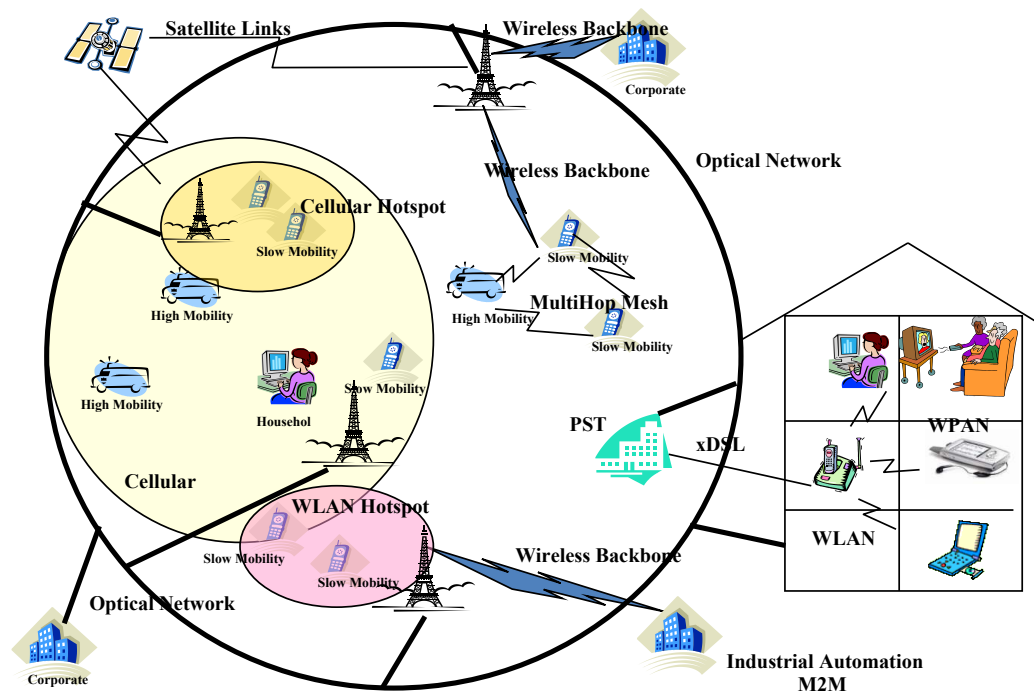 Satellite Links
Wireless Backbone
Corporate
Wireless Backbone
Optical Network
Cellular Hotspot
Slow Mobility
Slow Mobility
High Mobility
MultiHop Mesh
High Mobility
Slow Mobility
High Mobility
Slow Mobility
Househol
PST
xDSL
WPAN
Cellular
WLAN Hotspot
WLAN
Slow Mobility
Slow Mobility
Wireless Backbone
Optical Network
Corporate
Industrial Automation
M2M